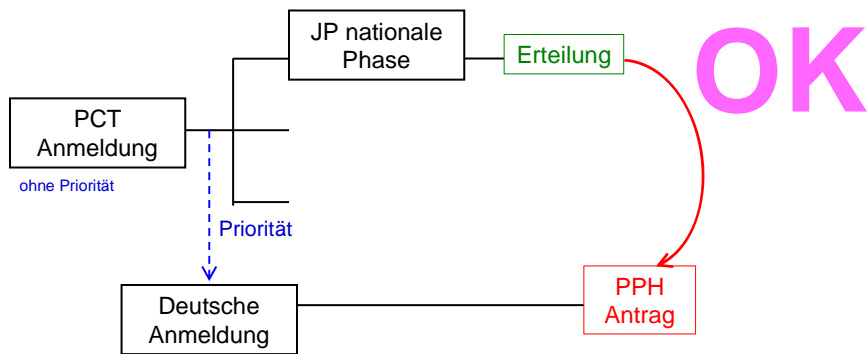 JP nationale
Phase
Erteilung
OK
PCT
Anmeldung
ohne Priorität
Priorität
Deutsche
Anmeldung
PPH
Antrag